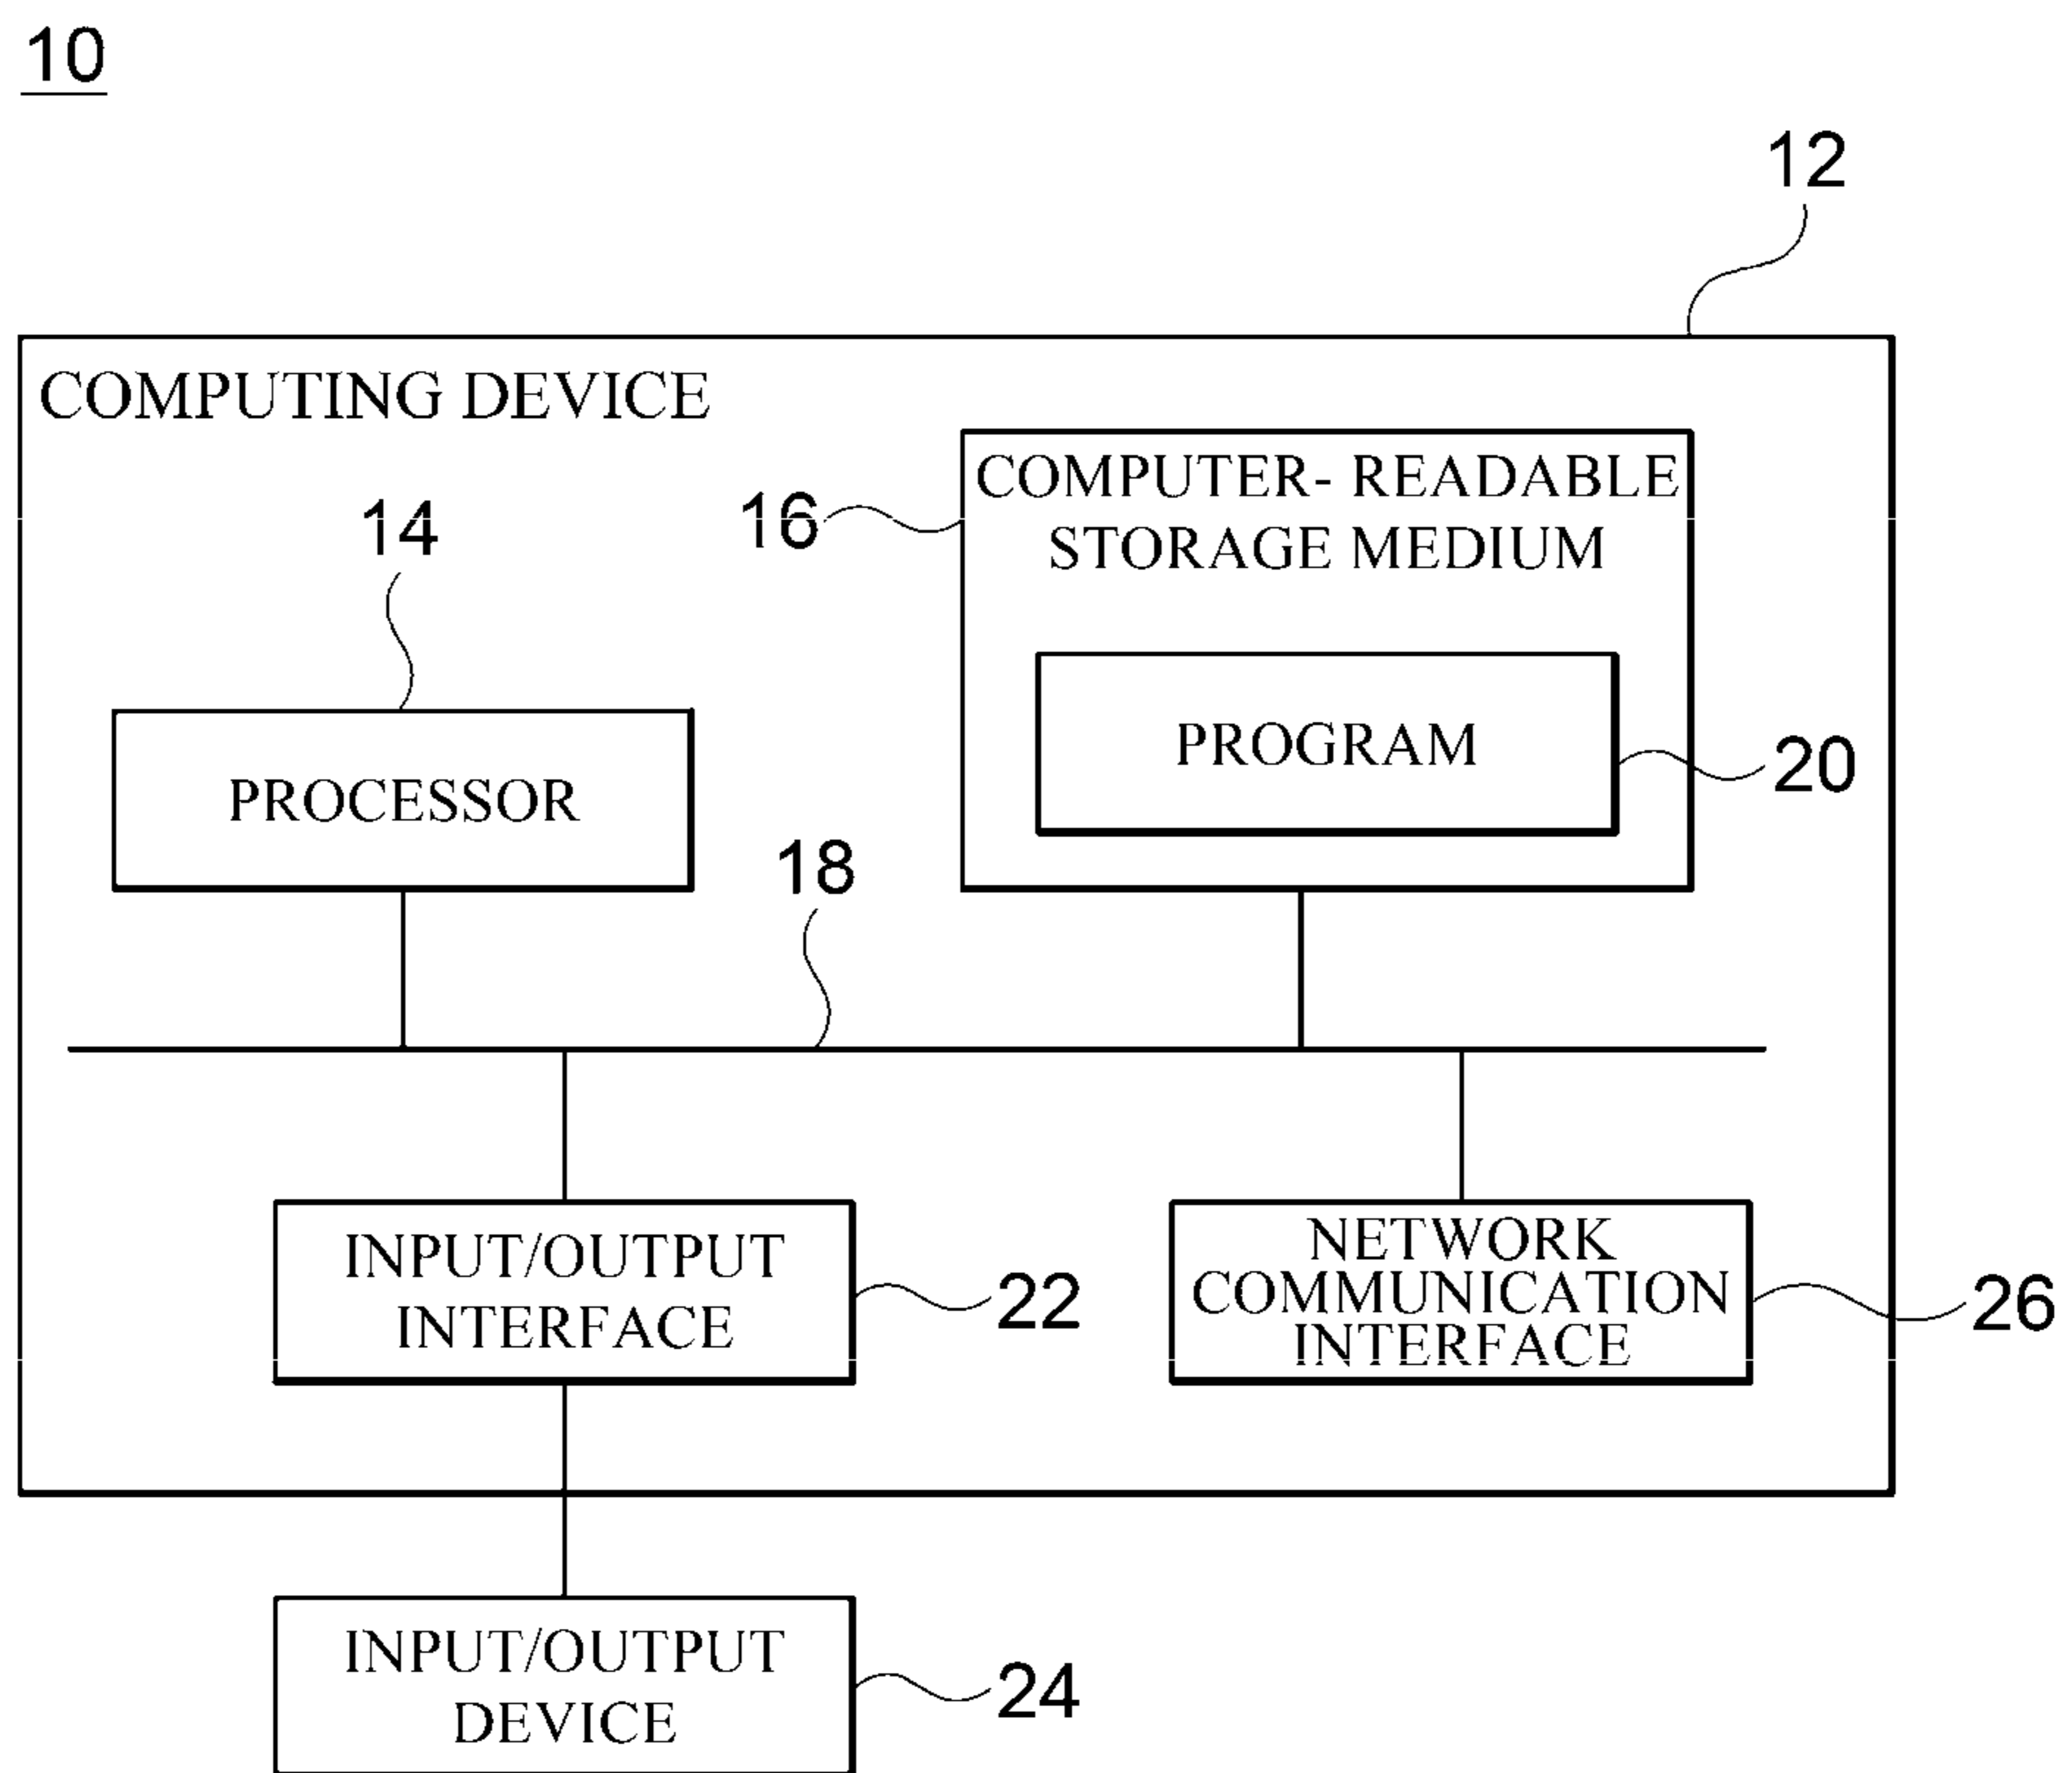 10
12
COMPUTING DEVICE
COMPUTER- READABLE
STORAGE MEDIUM
16
14
PROGRAM
20
PROCESSOR
18
INPUT/OUTPUT
INTERFACE
22
NETWORK
COMMUNICATION
INTERFACE
26
INPUT/OUTPUT
DEVICE
24